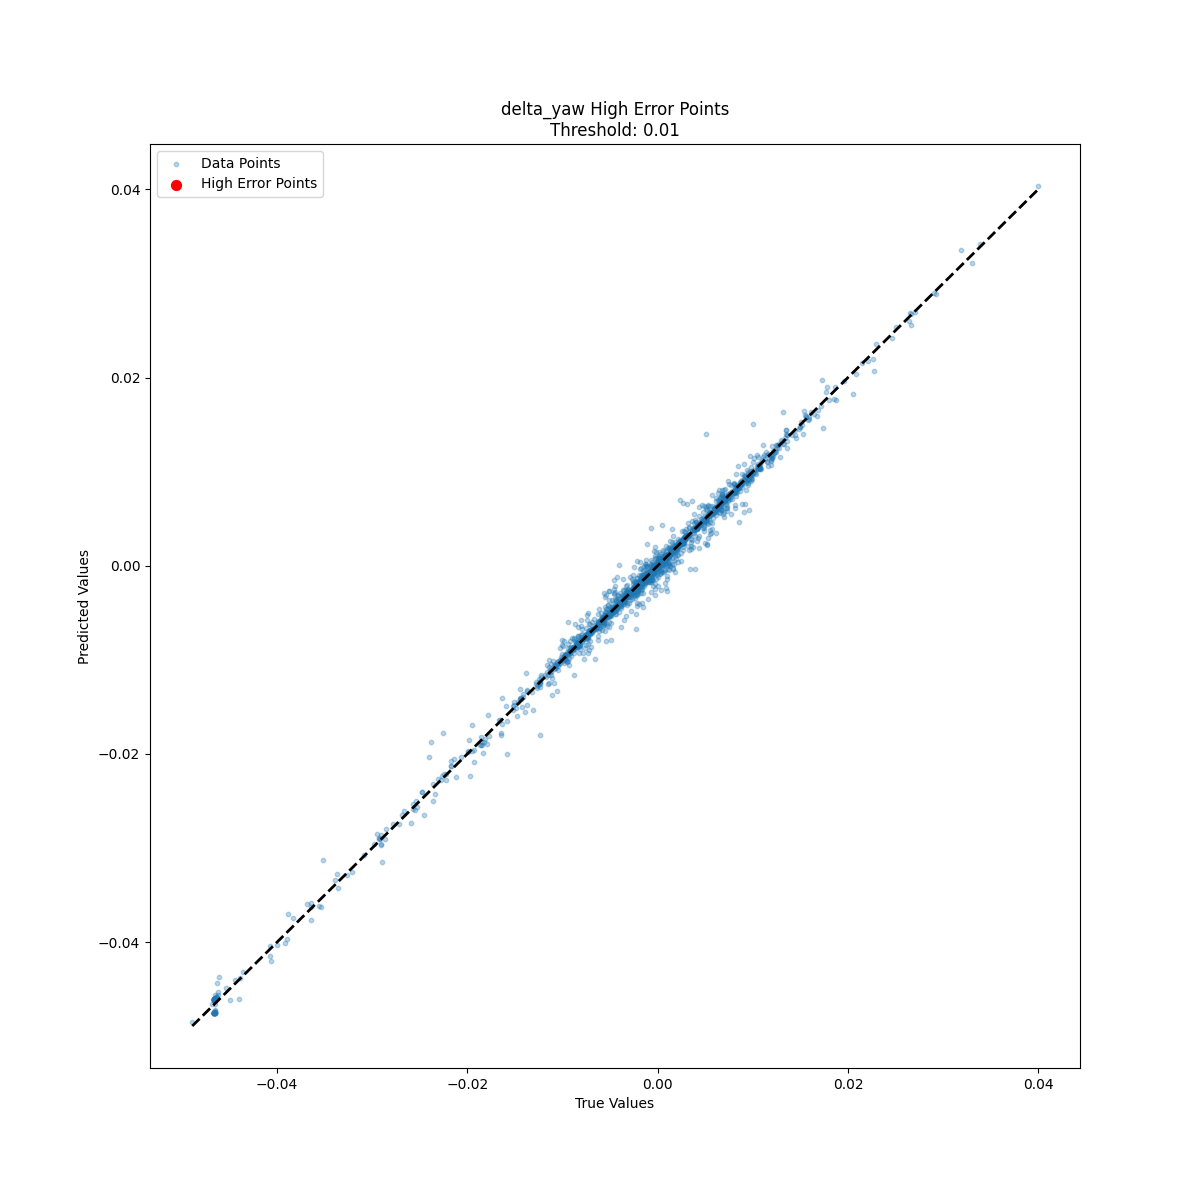 delta_yaw High Error Points
Threshold: 0.01
Data Points
High Error Points
0.04
0.02
0.00
−0.02
−0.04
Predicted Values
−0.04
−0.02
0.00
0.02
0.04
True Values